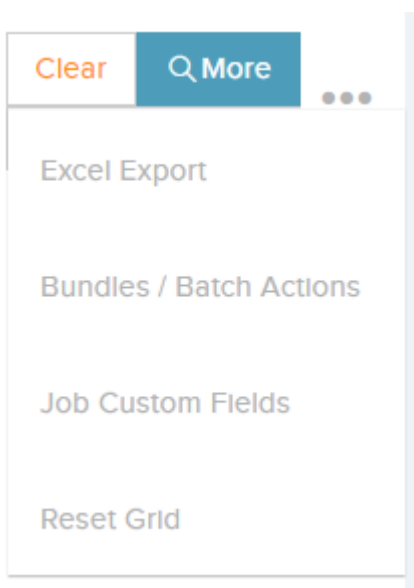 Clear More
Excel Export
Bundles / Batch Actions
Job Custom Fields
Reset Grid